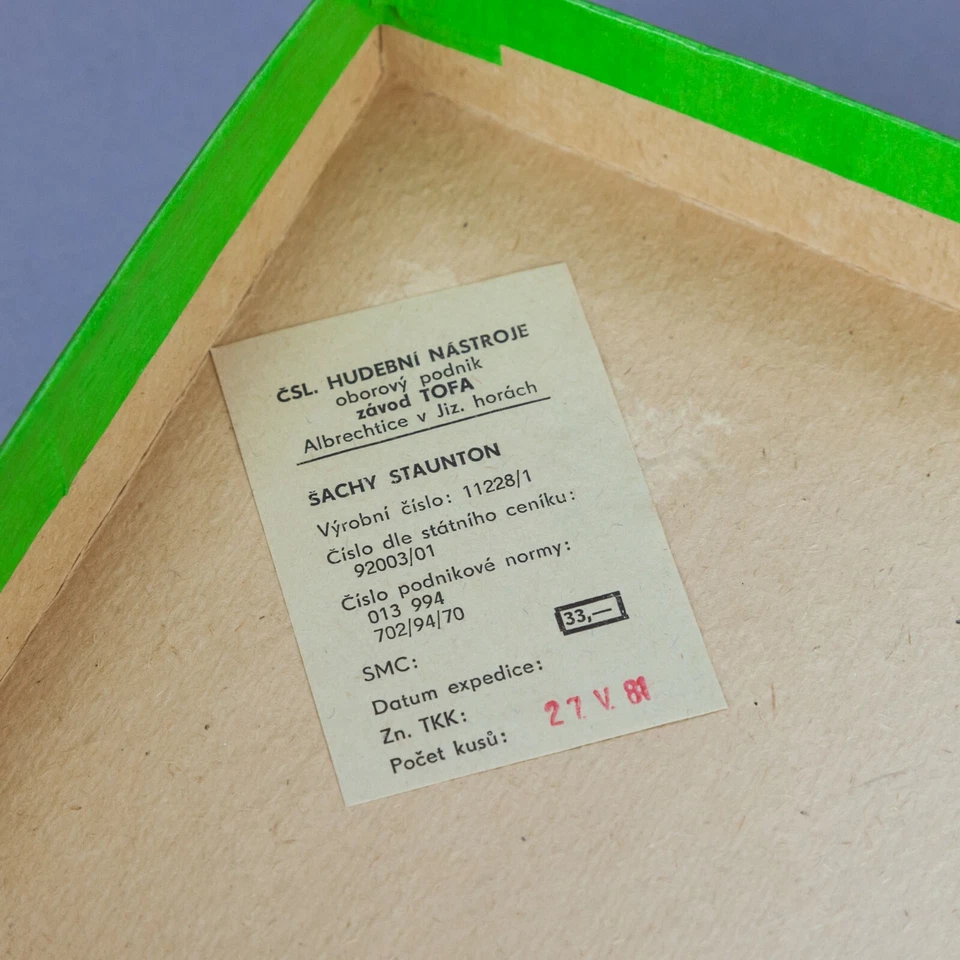 ČSL. HUDEBNÍ NÁSTROJE
oborový podnik
závod TOFA
Albrechtice v Jiz. horách
ŠACHY STAUNTON
Výrobní číslo: 11228/1
Číslo dle státního ceníku:
92003/01
Číslo podnikové normy:
013 994
702/94/70
33,—
SMC:
Datum expedice:
Zn. TKK:
27. V.
Počet kusů: